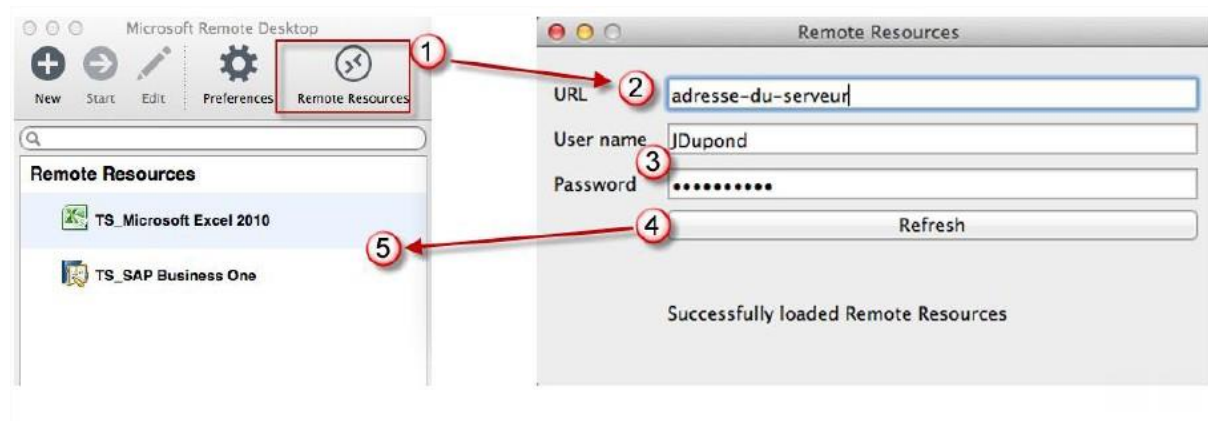 Microsoft Remote Desktop
New Start Edit Preferences Remote Resources
1
Remote Resources
TS_Microsoft Excel 2010
TS_SAP Business One
5
Remote Resources
URL 2 adresse-du-serveur
User name JDupond
3
Password ••••••••••
4 Refresh
Successfully loaded Remote Resources